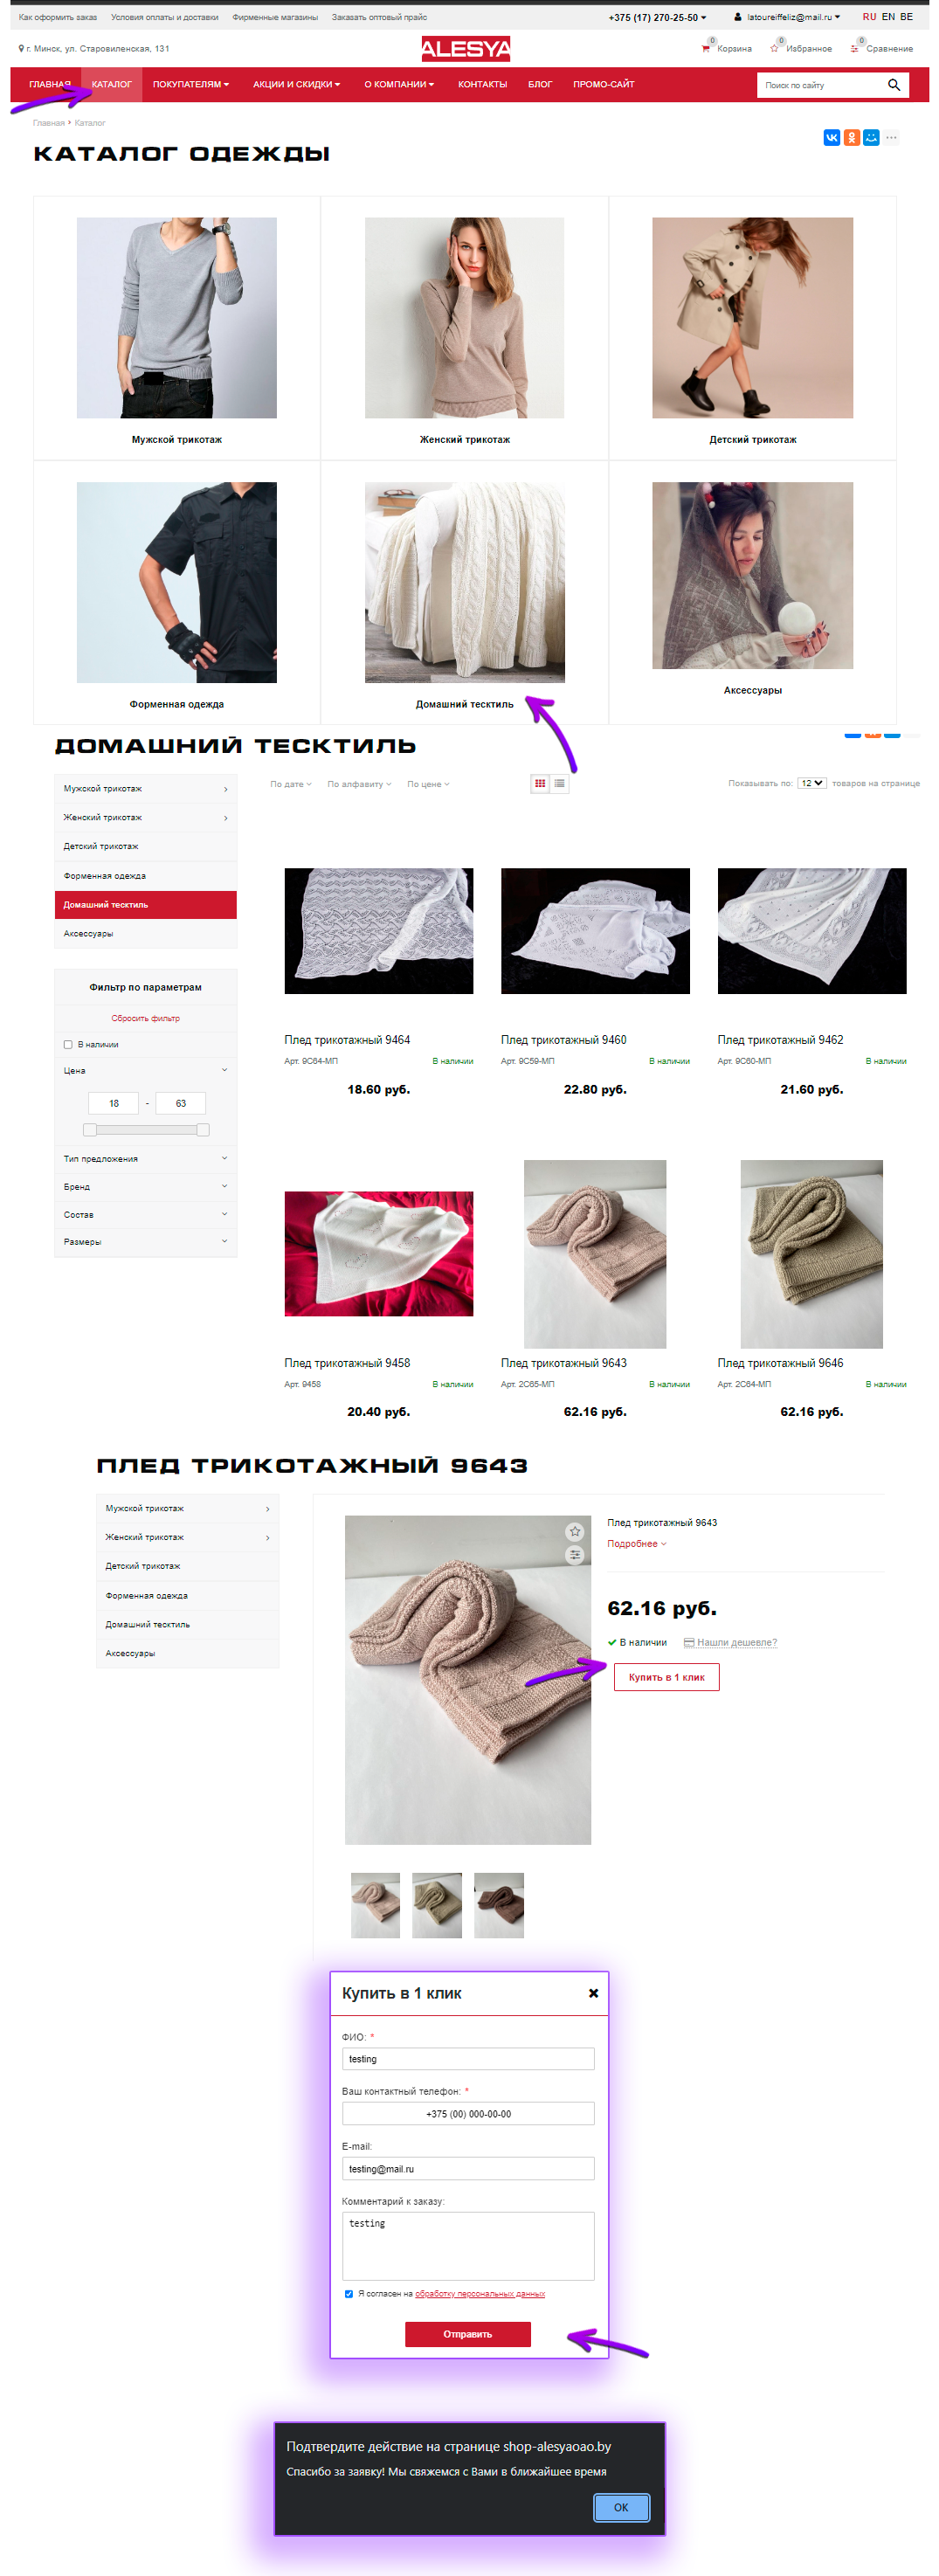 Как оформить заказ Условия оплаты и доставки Фирменные магазины Заказать оптовый прайс +375 (17) 270-25-50 latoureiffeliz@mail.ru RU EN BE
г. Минск, ул. Старовиленская, 131 ALESYA 0 Корзина 0 Избранное 0 Сравнение
ГЛАВНАЯ КАТАЛОГ ПОКУПАТЕЛЯМ АКЦИИ И СКИДКИ О КОМПАНИИ КОНТАКТЫ БЛОГ ПРОМО-САЙТ Поиск по сайту
Главная Каталог
КАТАЛОГ ОДЕЖДЫ
Мужской трикотаж Женский трикотаж Детский трикотаж
Форменная одежда Домашний тесктиль Аксессуары
ДОМАШНИЙ ТЕСКТИЛЬ
Мужской трикотаж
Женский трикотаж
Детский трикотаж
Форменная одежда
Домашний тесктиль
Аксессуары
Фильтр по параметрам
Сбросить фильтр
В наличии
Цена
18 - 63
Тип предложения
Бренд
Состав
Размеры
По дате По алфавиту По цене Показывать по: 12 товаров на странице
Плед трикотажный 9464 Плед трикотажный 9460 Плед трикотажный 9462
Арт. 9С64-МП В наличии Арт. 9С59-МП В наличии Арт. 9С60-МП В наличии
18.60 руб. 22.80 руб. 21.60 руб.
Плед трикотажный 9458 Плед трикотажный 9643 Плед трикотажный 9646
Арт. 9458 В наличии Арт. 2С65-МП В наличии Арт. 2С64-МП В наличии
20.40 руб. 62.16 руб. 62.16 руб.
ПЛЕД ТРИКОТАЖНЫЙ 9643
Мужской трикотаж
Женский трикотаж
Детский трикотаж
Форменная одежда
Домашний тесктиль
Аксессуары
Плед трикотажный 9643
Подробнее
62.16 руб.
В наличии Нашли дешевле?
Купить в 1 клик
Купить в 1 клик
ФИО: *
testing
Ваш контактный телефон: *
+375 (00) 000-00-00
E-mail:
testing@mail.ru
Комментарий к заказу:
testing
Я согласен на обработку персональных данных
Отправить
Подтвердите действие на странице shop-alesyaoao.by
Спасибо за заявку! Мы свяжемся с Вами в ближайшее время
ОК